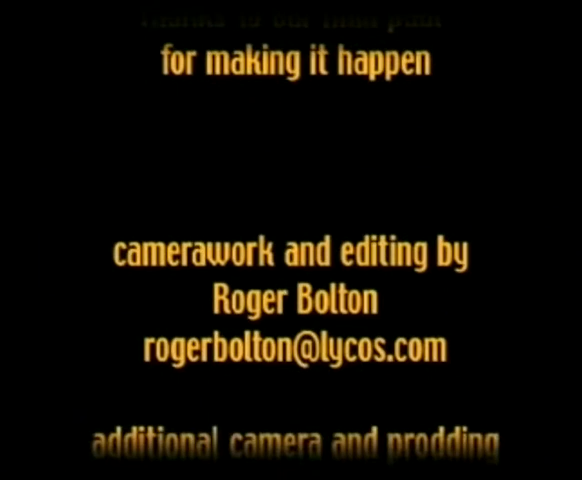 for making it happen
camerawork and editing by
Roger Bolton
rogerbolton@lycos.com
additional camera and prodding